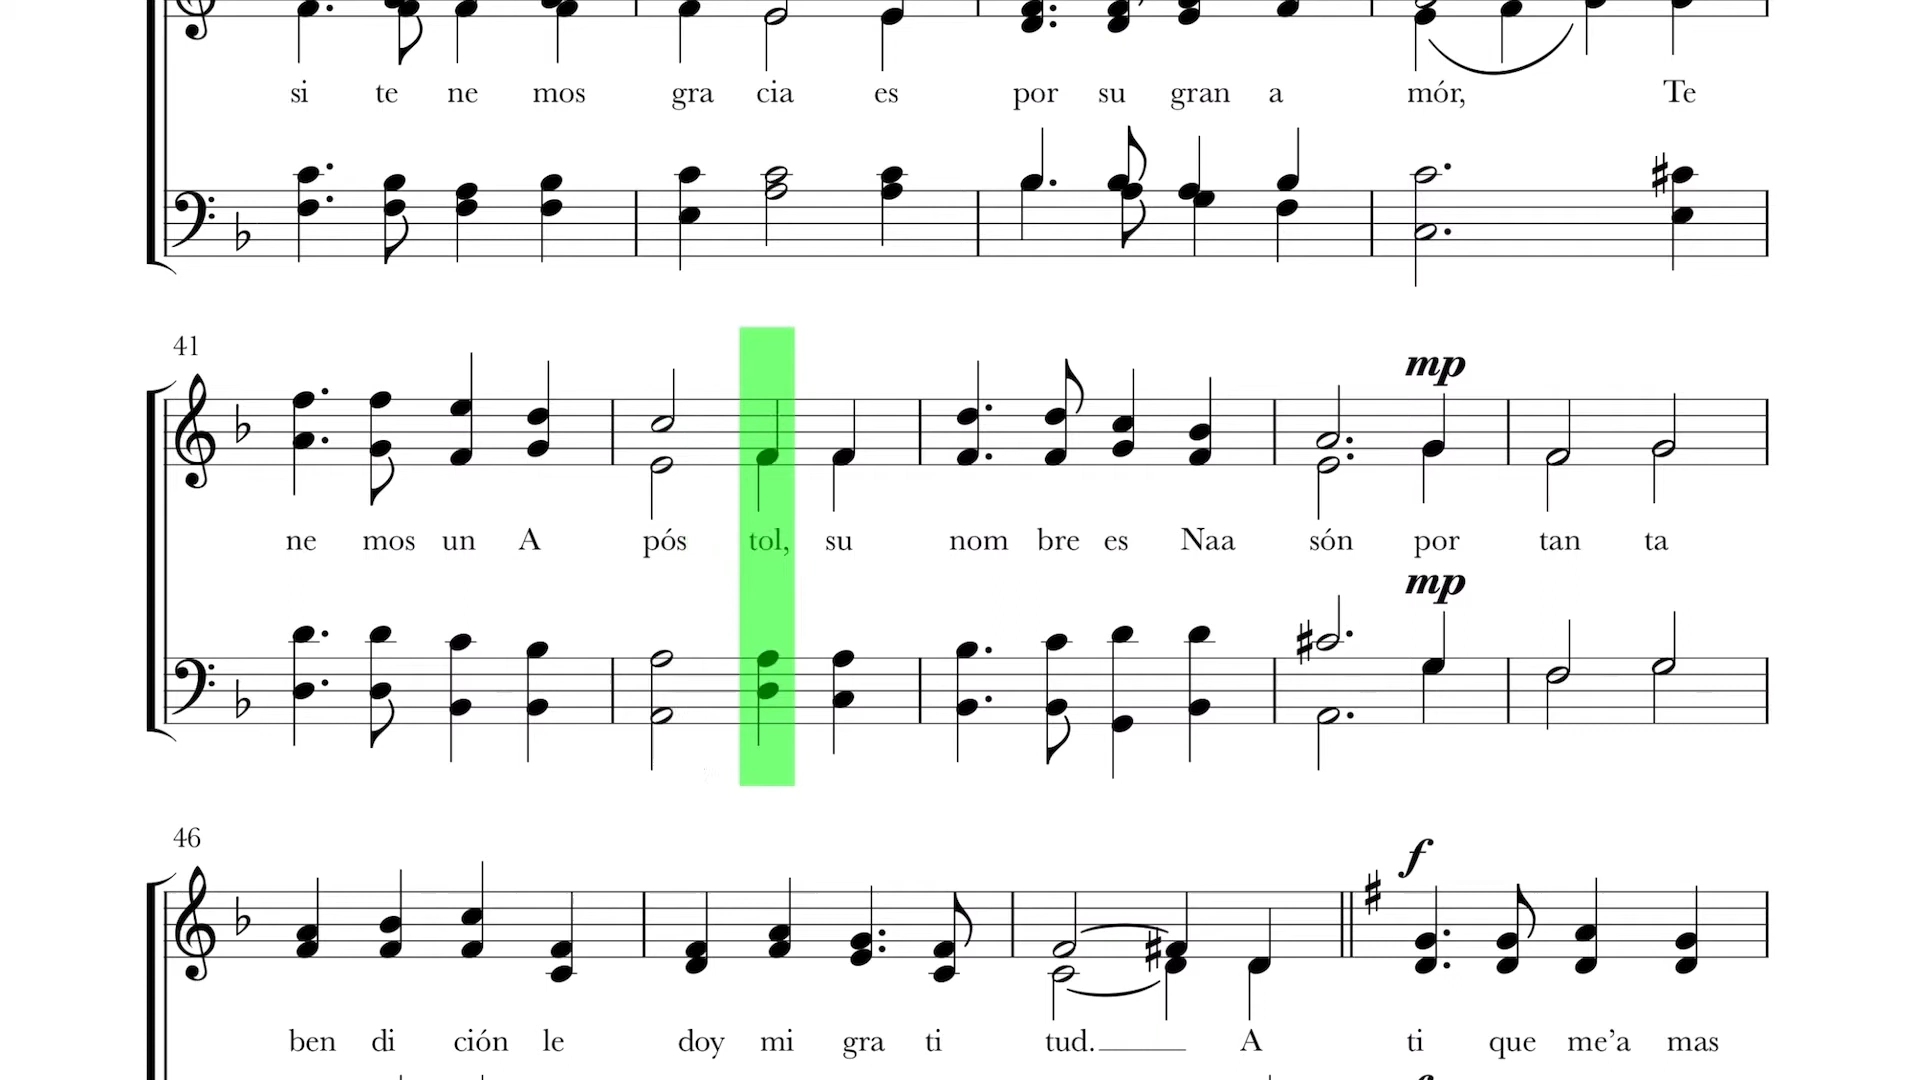 si te ne mos gra cia es por su gran a mór, Te
41
mp
ne mos un A pós tol, su nom bre es Naa són por tan ta
mp
46
f
ben di ción le doy mi gra ti tud. A ti que me’a mas